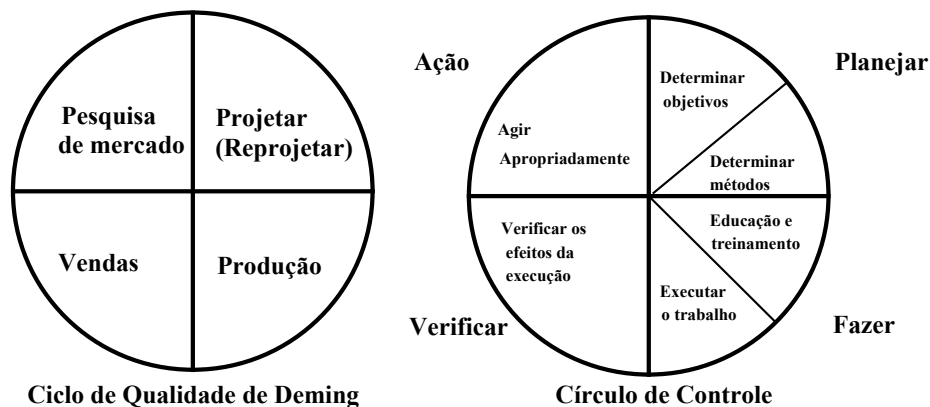 Pesquisa
de mercado
Projetar
(Reprojetar)
Vendas
Produção
Ciclo de Qualidade de Deming
Ação
Planejar
Determinar
objetivos
Agir
Apropriadamente
Determinar
métodos
Verificar os
efeitos da
execução
Educação e
treinamento
Executar
o trabalho
Verificar
Fazer
Círculo de Controle